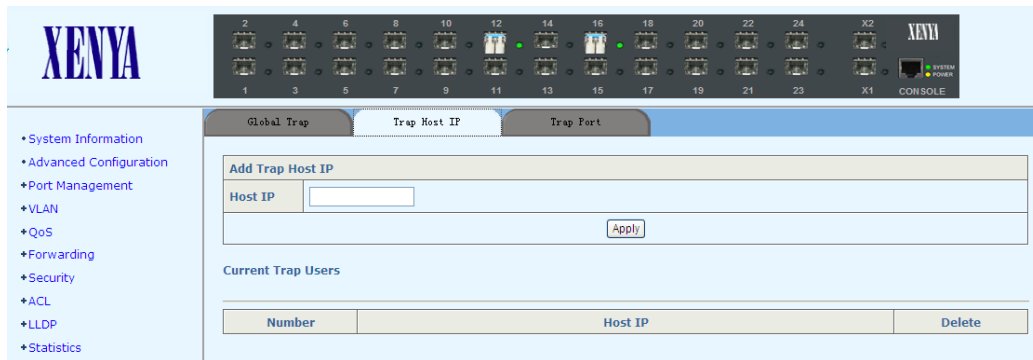 XENYA
2 4 6 8 10 12 14 16 18 20 22 24 X2
XENYA
SYSTEM
POWER
1 3 5 7 9 11 13 15 17 19 21 23 X1 CONSOLE
Global Trap Trap Host IP Trap Port
System Information
Advanced Configuration
Port Management
VLAN
QoS
Forwarding
Security
ACL
LLDP
Statistics
Add Trap Host IP
Host IP
Apply
Current Trap Users
Number Host IP Delete